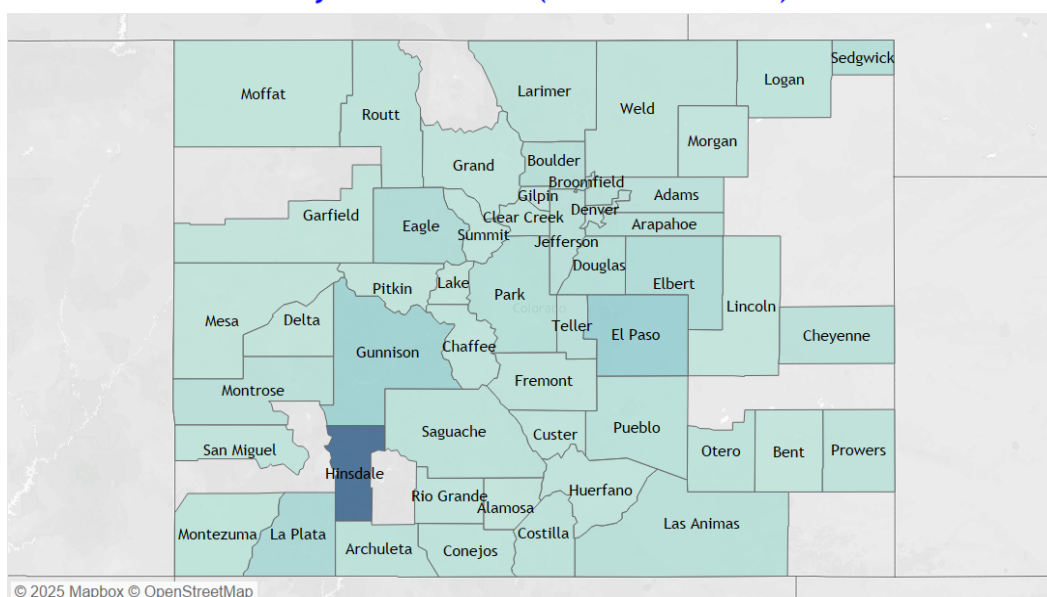 Sedgwick
Logan
Moffat
Larimer
Weld
Routt
Morgan
Boulder
Grand
Broomfield
Gilpin
Adams
Denver
Clear Creek
Garfield
Arapahoe
Eagle
Summit
Jefferson
Douglas
Elbert
Lake
Pitkin
Park
Lincoln
Colorado
Mesa
Delta
Teller
El Paso
Cheyenne
Chaffee
Gunnison
Fremont
Montrose
Pueblo
Saguache
Custer
San Miguel
Otero
Bent
Prowers
Hinsdale
Huerfano
Rio Grande
Alamosa
Las Animas
Montezuma
La Plata
Costilla
Archuleta
Conejos
© 2025 Mapbox © OpenStreetMap